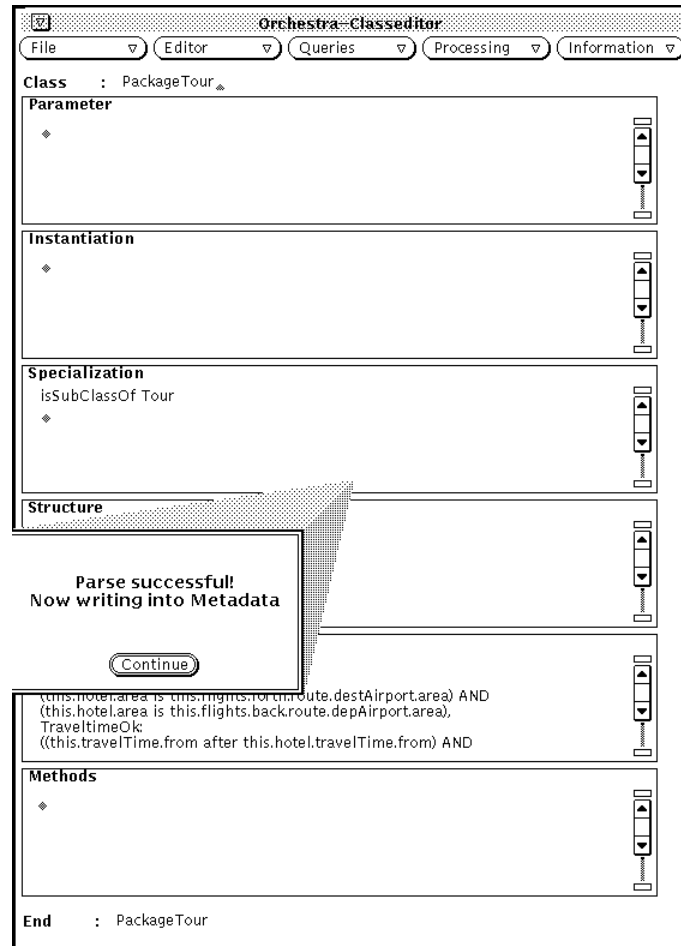 Orchestra-Classeditor
File Editor Queries Processing Information
Class : PackageTour
Parameter
Instantiation
Specialization
isSubClassOf Tour
Structure
Parse successful!
Now writing into Metadata
Continue
(this.hotel.area is this.flights.forth.route.destAirport.area) AND
(this.hotel.area is this.flights.back.route.depAirport.area),
TraveltimeOk:
((this.travelTime.from after this.hotel.travelTime.from) AND
Methods
End : PackageTour